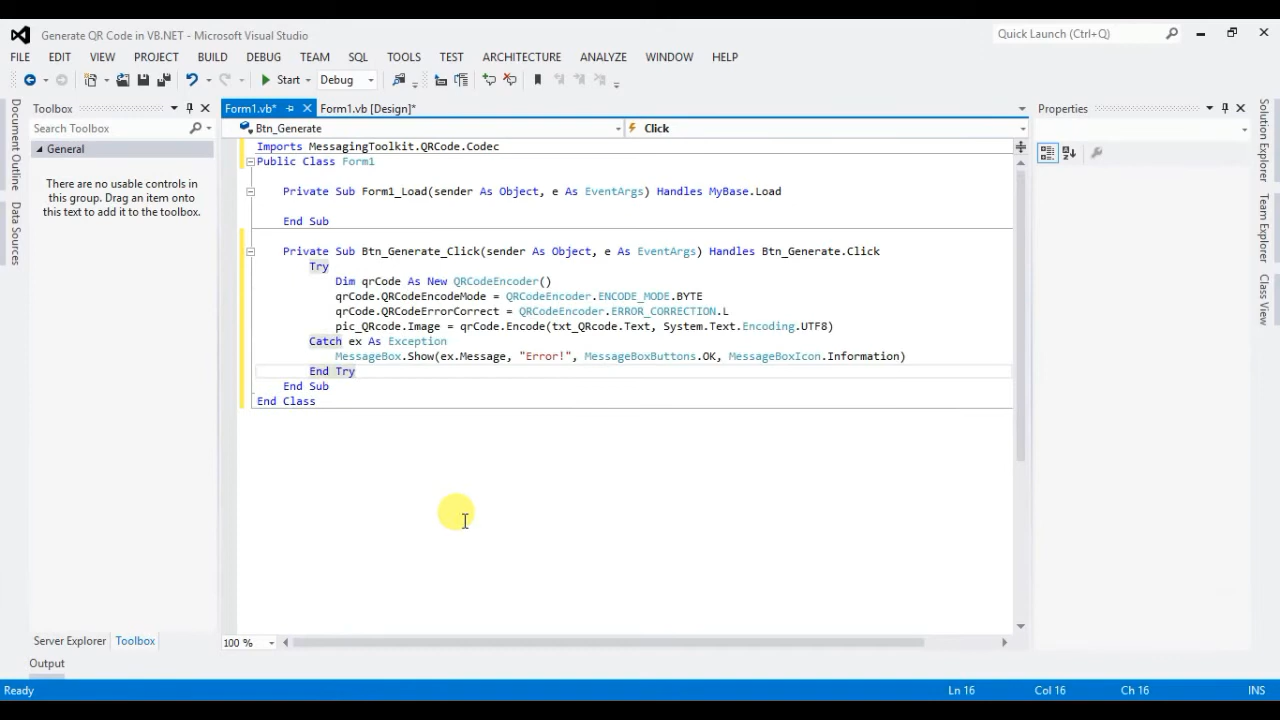 Generate QR Code in VB.NET - Microsoft Visual Studio
Quick Launch (Ctrl+Q)
FILE EDIT VIEW PROJECT BUILD DEBUG TEAM SQL TOOLS TEST ARCHITECTURE ANALYZE WINDOW HELP
Start Debug
Document Outline
Data Sources
Toolbox
Search Toolbox
General
There are no usable controls in
this group. Drag an item onto
this text to add it to the toolbox.
Server Explorer Toolbox
Form1.vb* Form1.vb [Design]*
Btn_Generate Click
Imports MessagingToolkit.QRCode.Codec
Public Class Form1
Private Sub Form1_Load(sender As Object, e As EventArgs) Handles MyBase.Load
End Sub
Private Sub Btn_Generate_Click(sender As Object, e As EventArgs) Handles Btn_Generate.Click
Try
Dim qrCode As New QRCodeEncoder()
qrCode.QRCodeEncodeMode = QRCodeEncoder.ENCODE_MODE.BYTE
qrCode.QRCodeErrorCorrect = QRCodeEncoder.ERROR_CORRECTION.L
pic_QRcode.Image = qrCode.Encode(txt_QRcode.Text, System.Text.Encoding.UTF8)
Catch ex As Exception
MessageBox.Show(ex.Message, "Error!", MessageBoxButtons.OK, MessageBoxIcon.Information)
End Try
End Sub
End Class
100 %
Properties
Solution Explorer
Team Explorer
Class View
Output
Ready Ln 16 Col 16 Ch 16 INS